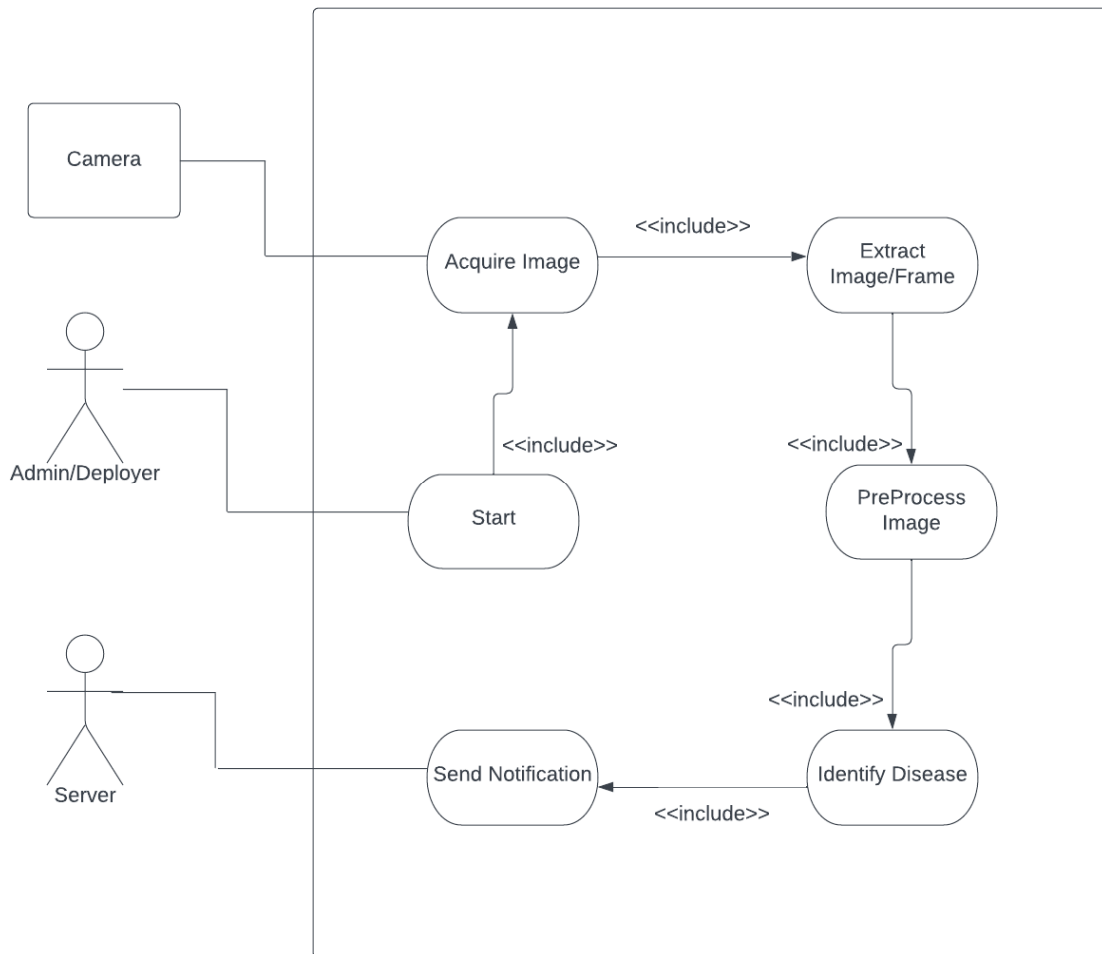 Camera
Acquire Image
<<include>>
Extract
Image/Frame
Admin/Deployer
<<include>>
Start
<<include>>
PreProcess
Image
Server
<<include>>
Send Notification
<<include>>
Identify Disease